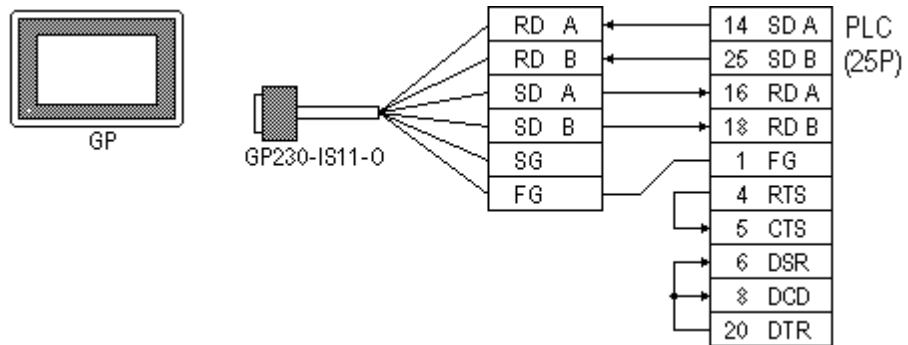 GP
GP230-IS11-O
RD A
RD B
SD A
SD B
SG
FG
14 SD A
25 SD B
16 RD A
18 RD B
1 FG
4 RTS
5 CTS
6 DSR
8 DCD
20 DTR
PLC
(25P)